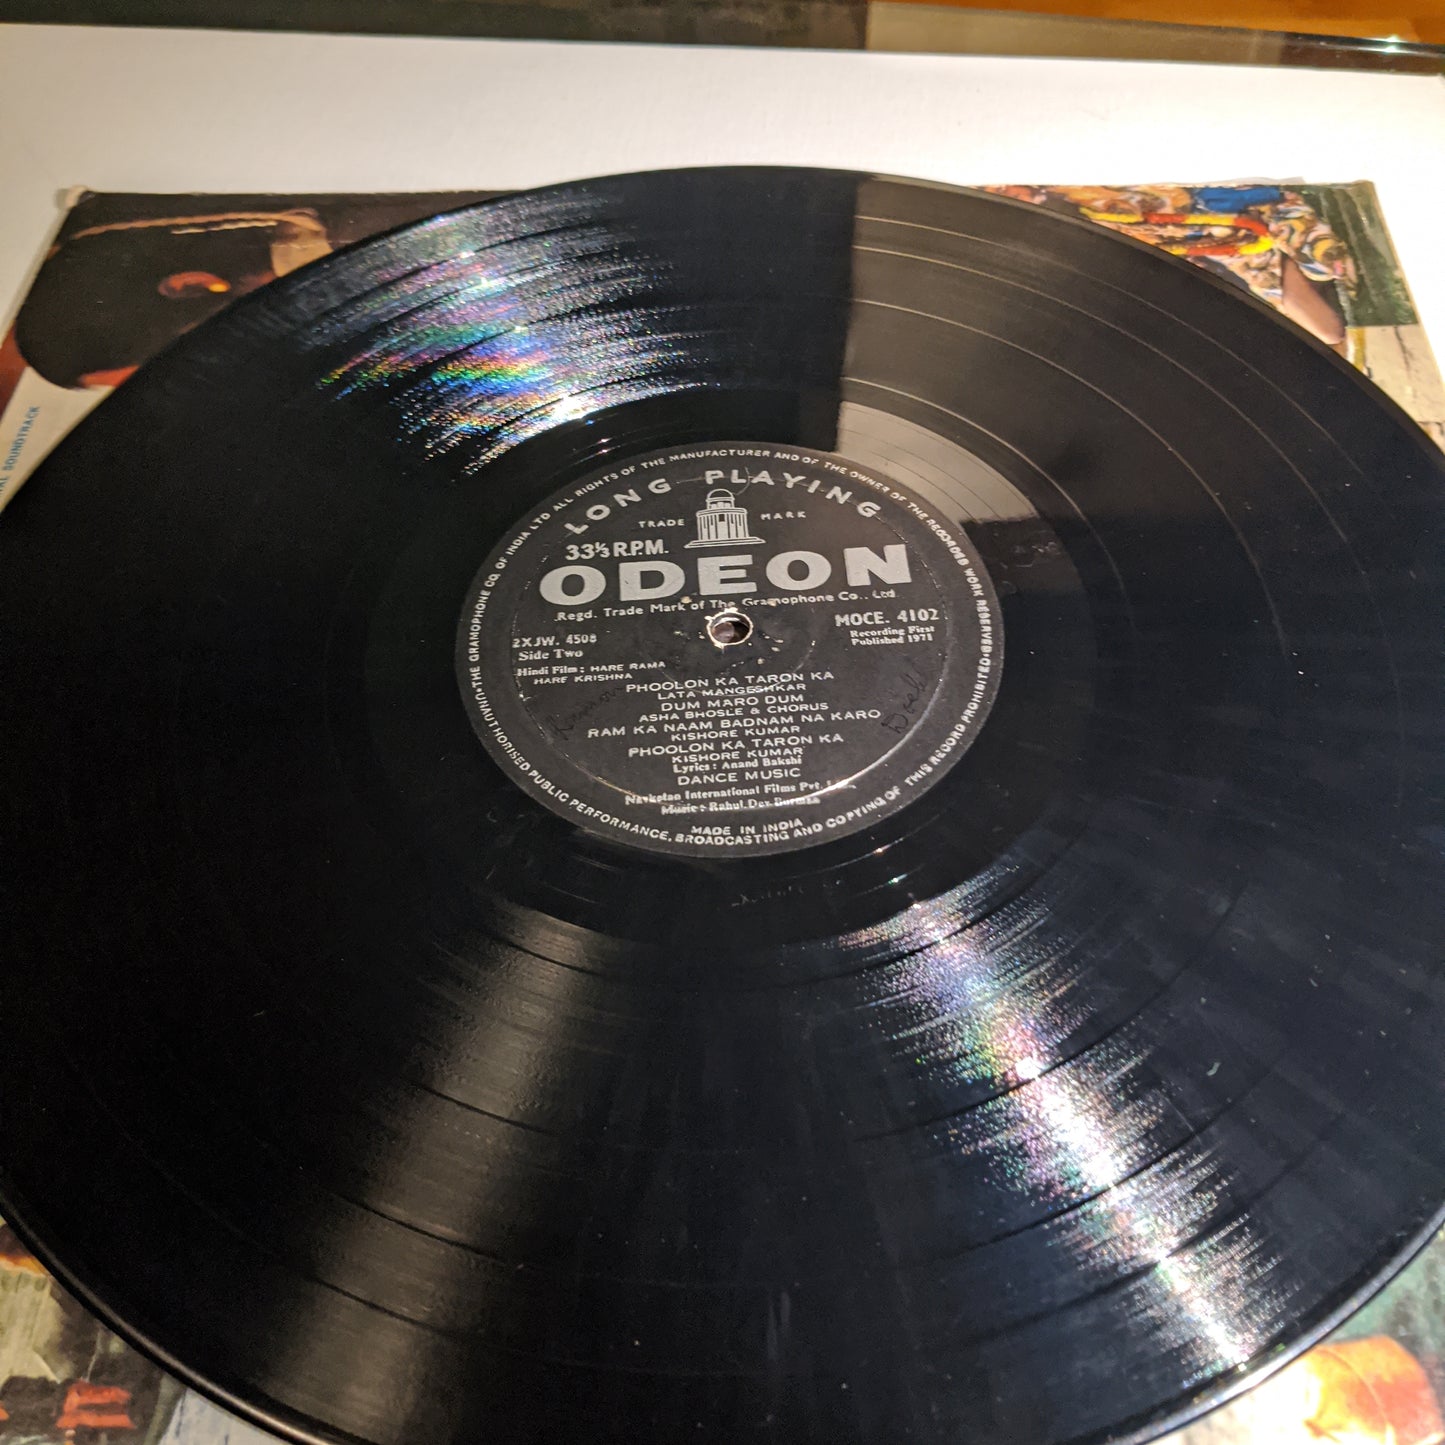 SOUNDTRACK
THE GRAMOPHONE CO. OF INDIA LTD ALL RIGHTS OF THE MANUFACTURER AND OF THE OWNER OF THE RECORDED WORK RESERVED
UNAUTHORISED PUBLIC PERFORMANCE, BROADCASTING AND COPYING OF THIS RECORD PROHIBITED
LONG PLAYING
TRADE MARK
33⅓ R.P.M.
ODEON
Regd. Trade Mark of The Gramophone Co., Ltd.
2XJW. 4508
MOCE. 4102
Side Two
Recording First
Published 1971
Hindi Film : HARE RAMA
HARE KRISHNA
PHOOLON KA TARON KA
LATA MANGESHKAR
DUM MARO DUM
ASHA BHOSLE & CHORUS
RAM KA NAAM BADNAM NA KARO
KISHORE KUMAR
PHOOLON KA TARON KA
KISHORE KUMAR
Lyrics : Anand Bakshi
DANCE MUSIC
Navketan International Films Pvt.
Music : Rahul Dev Burman
MADE IN INDIA